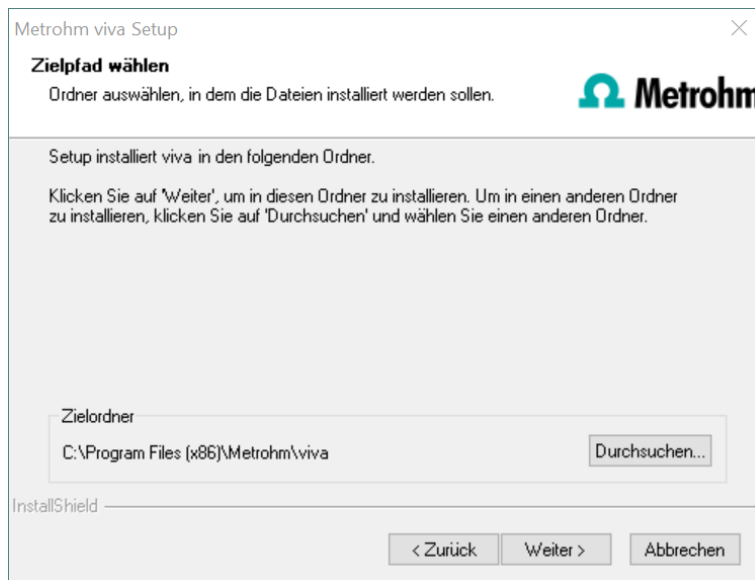 Metrohm viva Setup
Zielpfad wählen
Ordner auswählen, in dem die Dateien installiert werden sollen.
Metrohm
Setup installiert viva in den folgenden Ordner.
Klicken Sie auf 'Weiter', um in diesen Ordner zu installieren. Um in einen anderen Ordner
zu installieren, klicken Sie auf 'Durchsuchen' und wählen Sie einen anderen Ordner.
Zielordner
C:\Program Files (x86)\Metrohm\viva
Durchsuchen...
InstallShield
< Zurück
Weiter >
Abbrechen